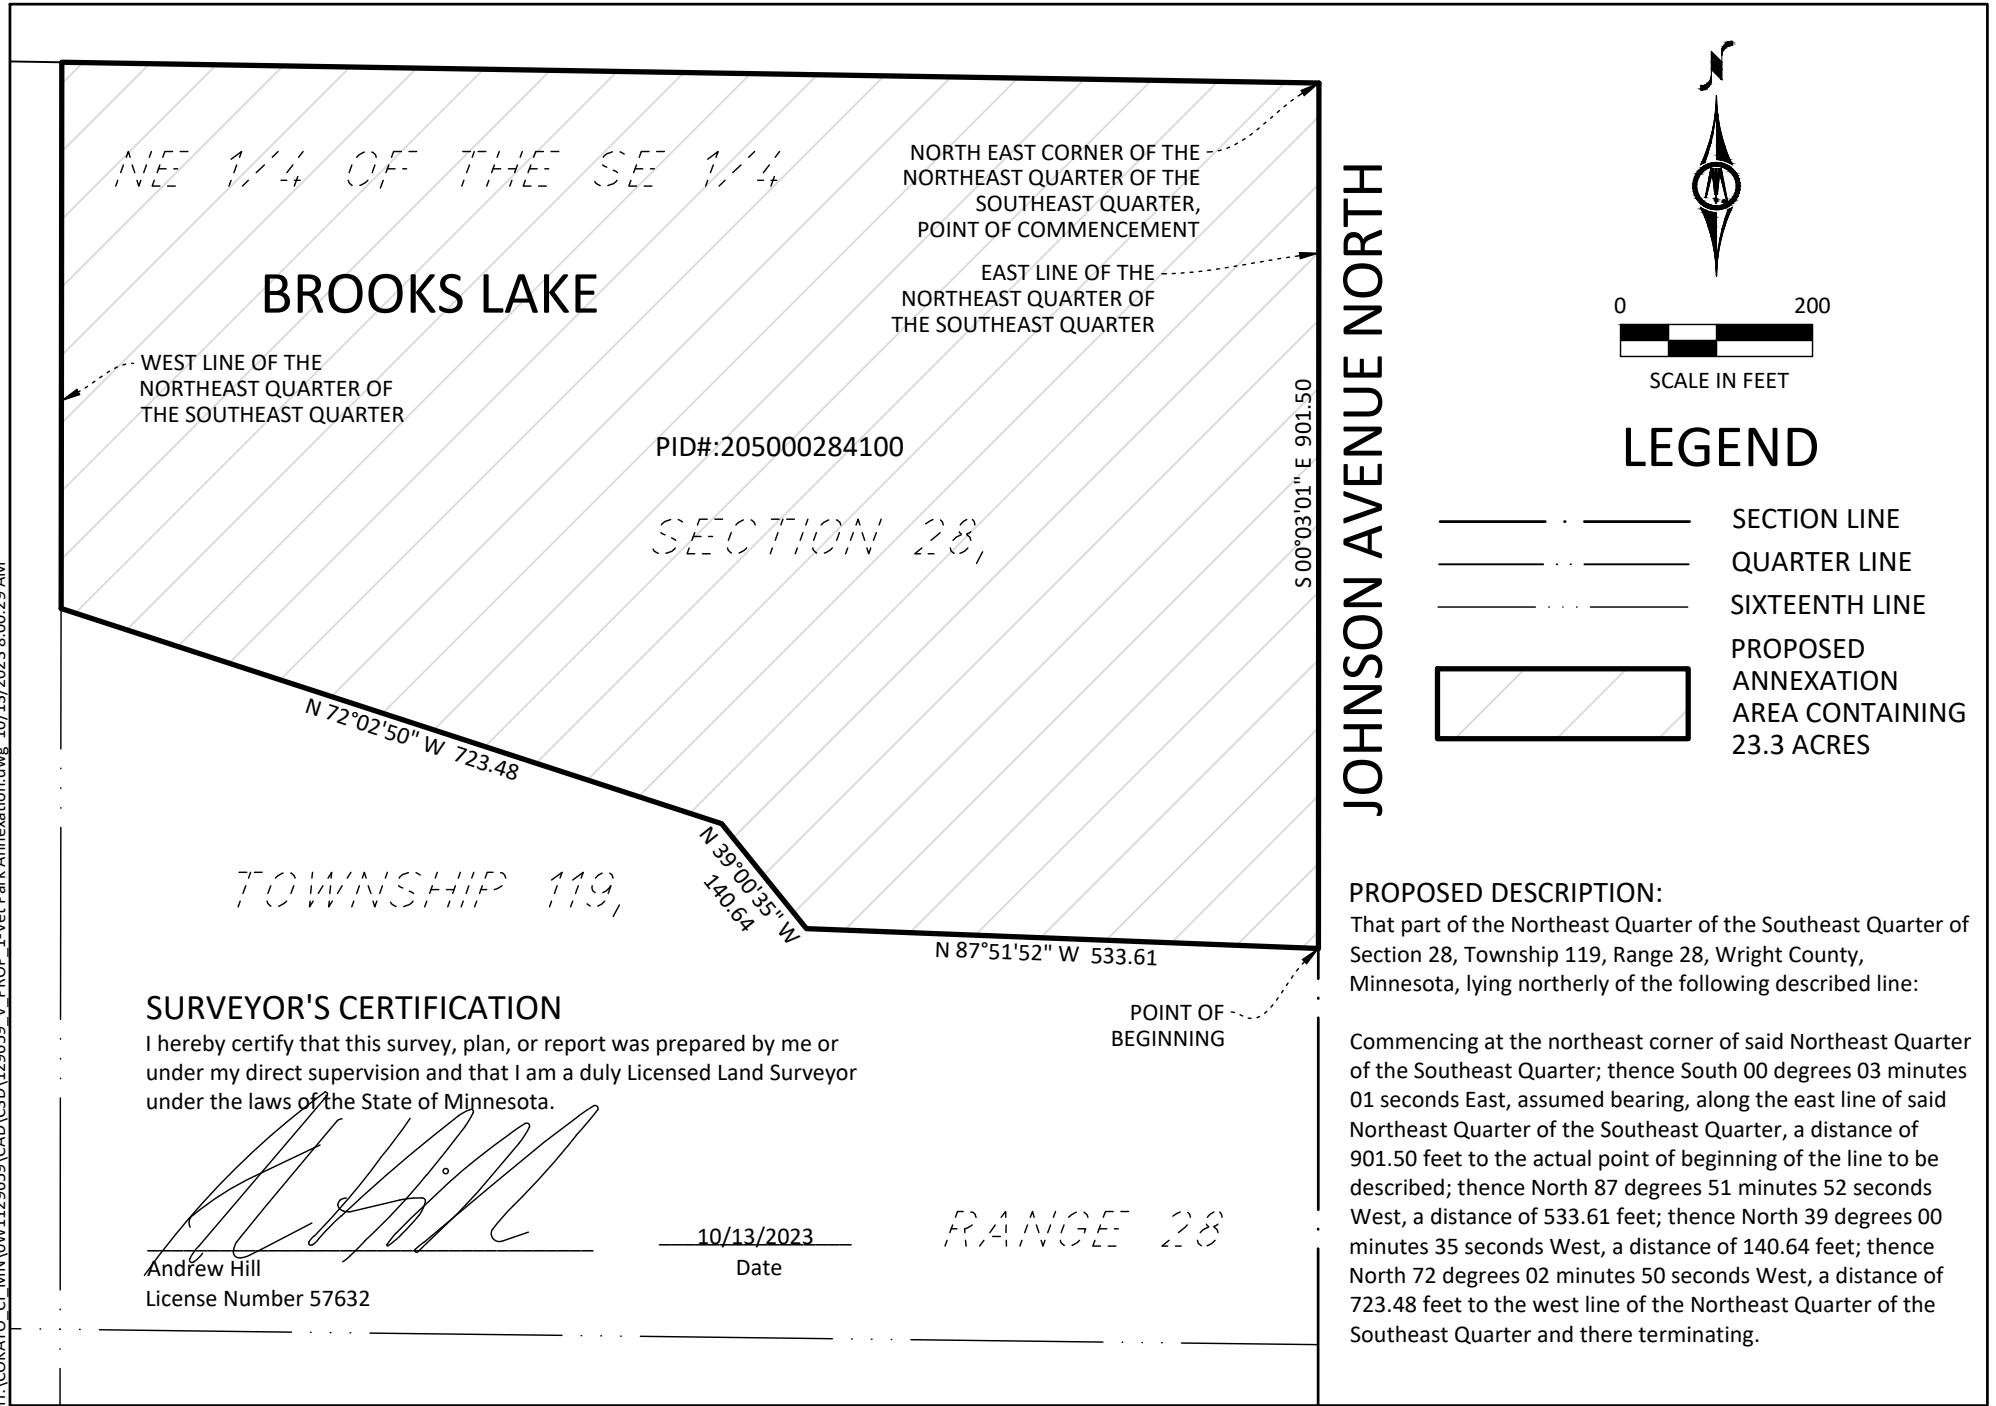 NE 1/4 OF THE SE 1/4
BROOKS LAKE
NORTH EAST CORNER OF THE
NORTHEAST QUARTER OF THE
SOUTHEAST QUARTER,
POINT OF COMMENCEMENT
EAST LINE OF THE
NORTHEAST QUARTER OF
THE SOUTHEAST QUARTER
WEST LINE OF THE
NORTHEAST QUARTER OF
THE SOUTHEAST QUARTER
PID#:205000284100
SECTION 28,
S 00°03'01" E 901.50
JOHNSON AVENUE NORTH
N 72°02'50" W 723.48
N 39°00'35" W
140.64
N 87°51'52" W 533.61
TOWNSHIP 119,
POINT OF
BEGINNING
RANGE 28
SURVEYOR'S CERTIFICATION
I hereby certify that this survey, plan, or report was prepared by me or
under my direct supervision and that I am a duly Licensed Land Surveyor
under the laws of the State of Minnesota.
10/13/2023
Andrew Hill
Date
License Number 57632
N
0 200
SCALE IN FEET
LEGEND
SECTION LINE
QUARTER LINE
SIXTEENTH LINE
PROPOSED
ANNEXATION
AREA CONTAINING
23.3 ACRES
PROPOSED DESCRIPTION:
That part of the Northeast Quarter of the Southeast Quarter of
Section 28, Township 119, Range 28, Wright County,
Minnesota, lying northerly of the following described line:
Commencing at the northeast corner of said Northeast Quarter
of the Southeast Quarter; thence South 00 degrees 03 minutes
01 seconds East, assumed bearing, along the east line of said
Northeast Quarter of the Southeast Quarter, a distance of
901.50 feet to the actual point of beginning of the line to be
described; thence North 87 degrees 51 minutes 52 seconds
West, a distance of 533.61 feet; thence North 39 degrees 00
minutes 35 seconds West, a distance of 140.64 feet; thence
North 72 degrees 02 minutes 50 seconds West, a distance of
723.48 feet to the west line of the Northeast Quarter of the
Southeast Quarter and there terminating.